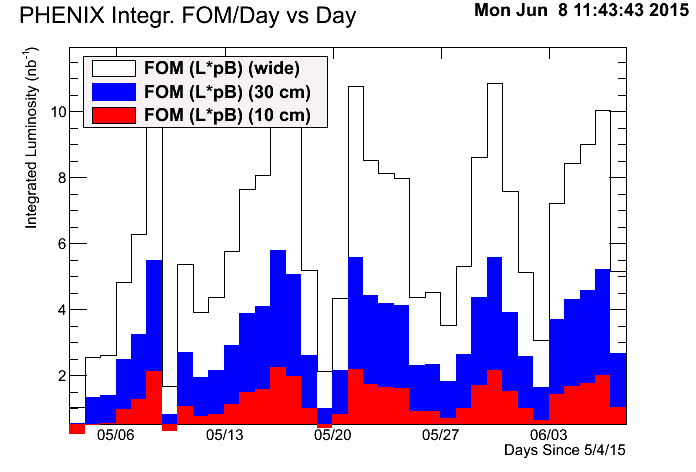 PHENIX Integr. FOM/Day vs Day
Mon Jun 8 11:43:43 2015
Integrated Luminosity (nb⁻¹)
FOM (L*pB) (wide)
FOM (L*pB) (30 cm)
FOM (L*pB) (10 cm)
10
8
6
4
2
05/06 05/13 05/20 05/27 06/03
Days Since 5/4/15